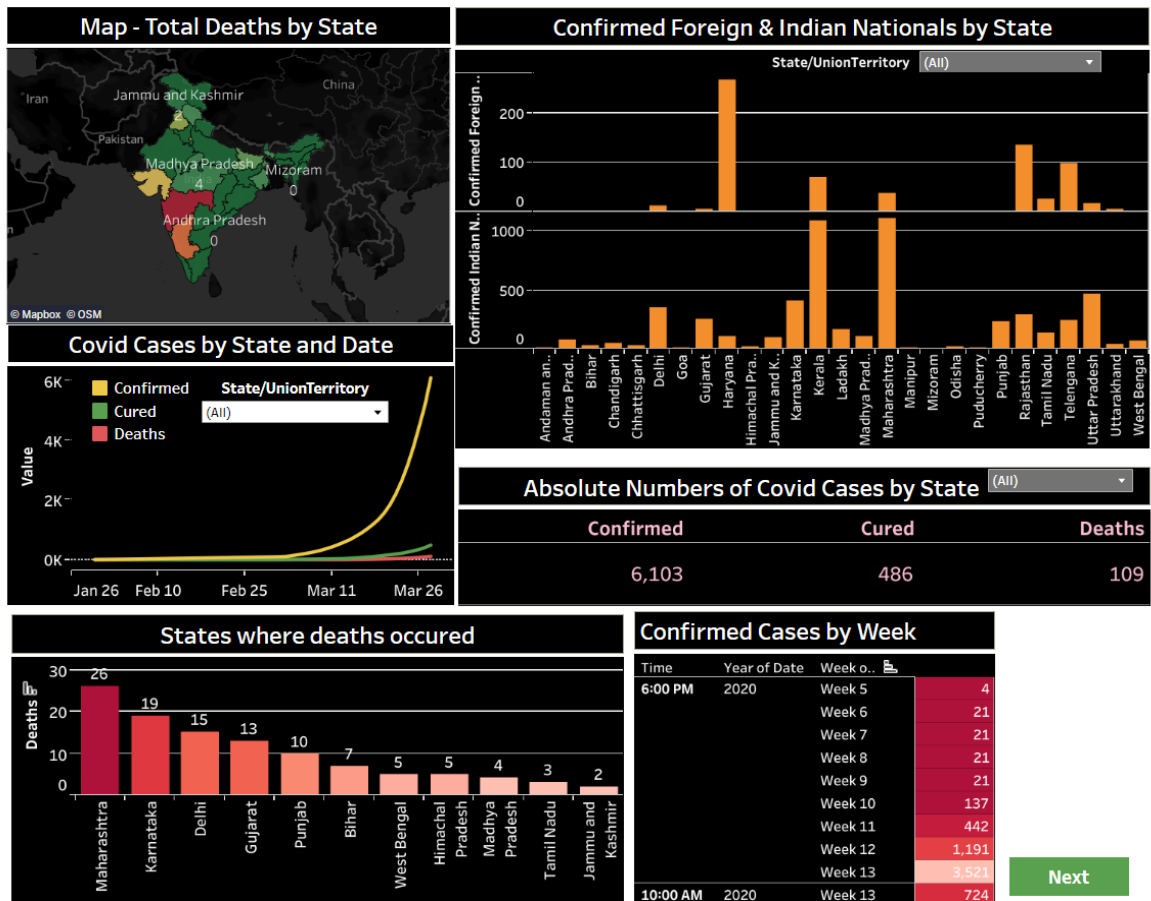 Map - Total Deaths by State
Iran
China
Jammu and Kashmir
2
Pakistan
Madhya Pradesh
4
Mizoram
0
Andhra Pradesh
0
© Mapbox © OSM
Confirmed Foreign & Indian Nationals by State
State/UnionTerritory (All)
Confirmed Foreign ..
200
100
0
Confirmed Indian N..
1000
500
0
Andaman an..
Andhra Prad..
Bihar
Chandigarh
Chhattisgarh
Delhi
Goa
Gujarat
Haryana
Himachal Pra..
Jammu and K..
Karnataka
Kerala
Ladakh
Madhya Prad..
Maharashtra
Manipur
Mizoram
Odisha
Puducherry
Punjab
Rajasthan
Tamil Nadu
Telengana
Uttar Pradesh
Uttarakhand
West Bengal
Covid Cases by State and Date
Confirmed
Cured
Deaths
State/UnionTerritory
(All)
Value
6K
4K
2K
0K
Jan 26 Feb 10 Feb 25 Mar 11 Mar 26
Absolute Numbers of Covid Cases by State (All)
Confirmed Cured Deaths
6,103 486 109
States where deaths occured
Deaths
30
20
10
0
26
19
15
13
10
7
5
5
4
3
2
Maharashtra
Karnataka
Delhi
Gujarat
Punjab
Bihar
West Bengal
Himachal
Pradesh
Madhya
Pradesh
Tamil Nadu
Jammu and
Kashmir
Confirmed Cases by Week
Time Year of Date Week o..
6:00 PM 2020 Week 5 4
Week 6 21
Week 7 21
Week 8 21
Week 9 21
Week 10 137
Week 11 442
Week 12 1,191
Week 13 3,521
10:00 AM 2020 Week 13 724
Next